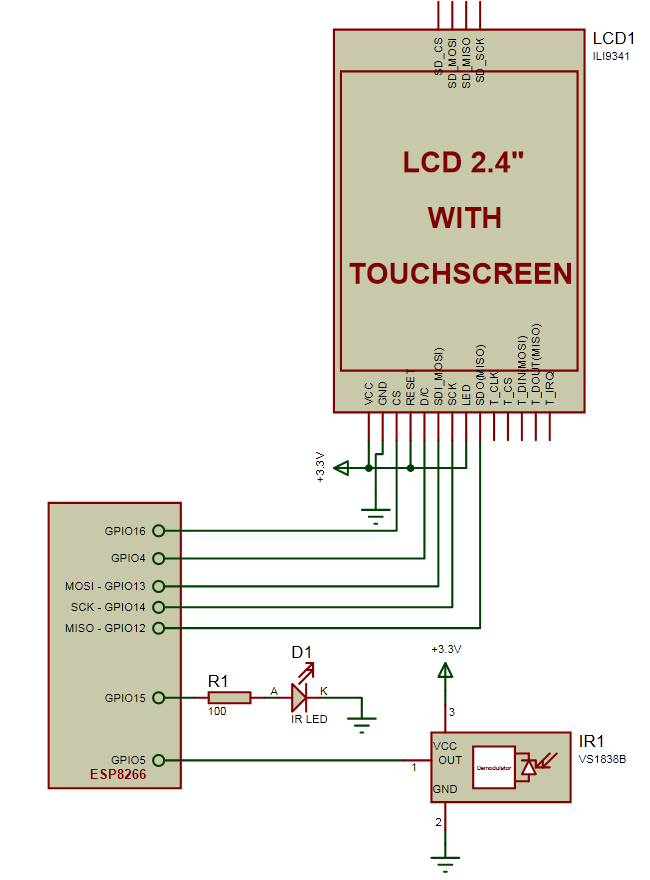 SD_CS
SD_MOSI
SD_MISO
SD_SCK
LCD1
ILI9341
LCD 2.4"
WITH
TOUCHSCREEN
VCC
GND
CS
RESET
D/C
SDI_MOSI)
SCK
LED
SDO(MISO)
T_CLK
T_CS
T_DIN(MOSI)
T_DOUT(MISO)
T_IRQ
+3.3V
GPIO16
GPIO4
MOSI - GPIO13
SCK - GPIO14
MISO - GPIO12
GPIO15
GPIO5
ESP8266
R1
100
D1
A
K
IR LED
+3.3V
3
IR1
VS1838B
VCC
OUT
GND
Demodulator
1
2